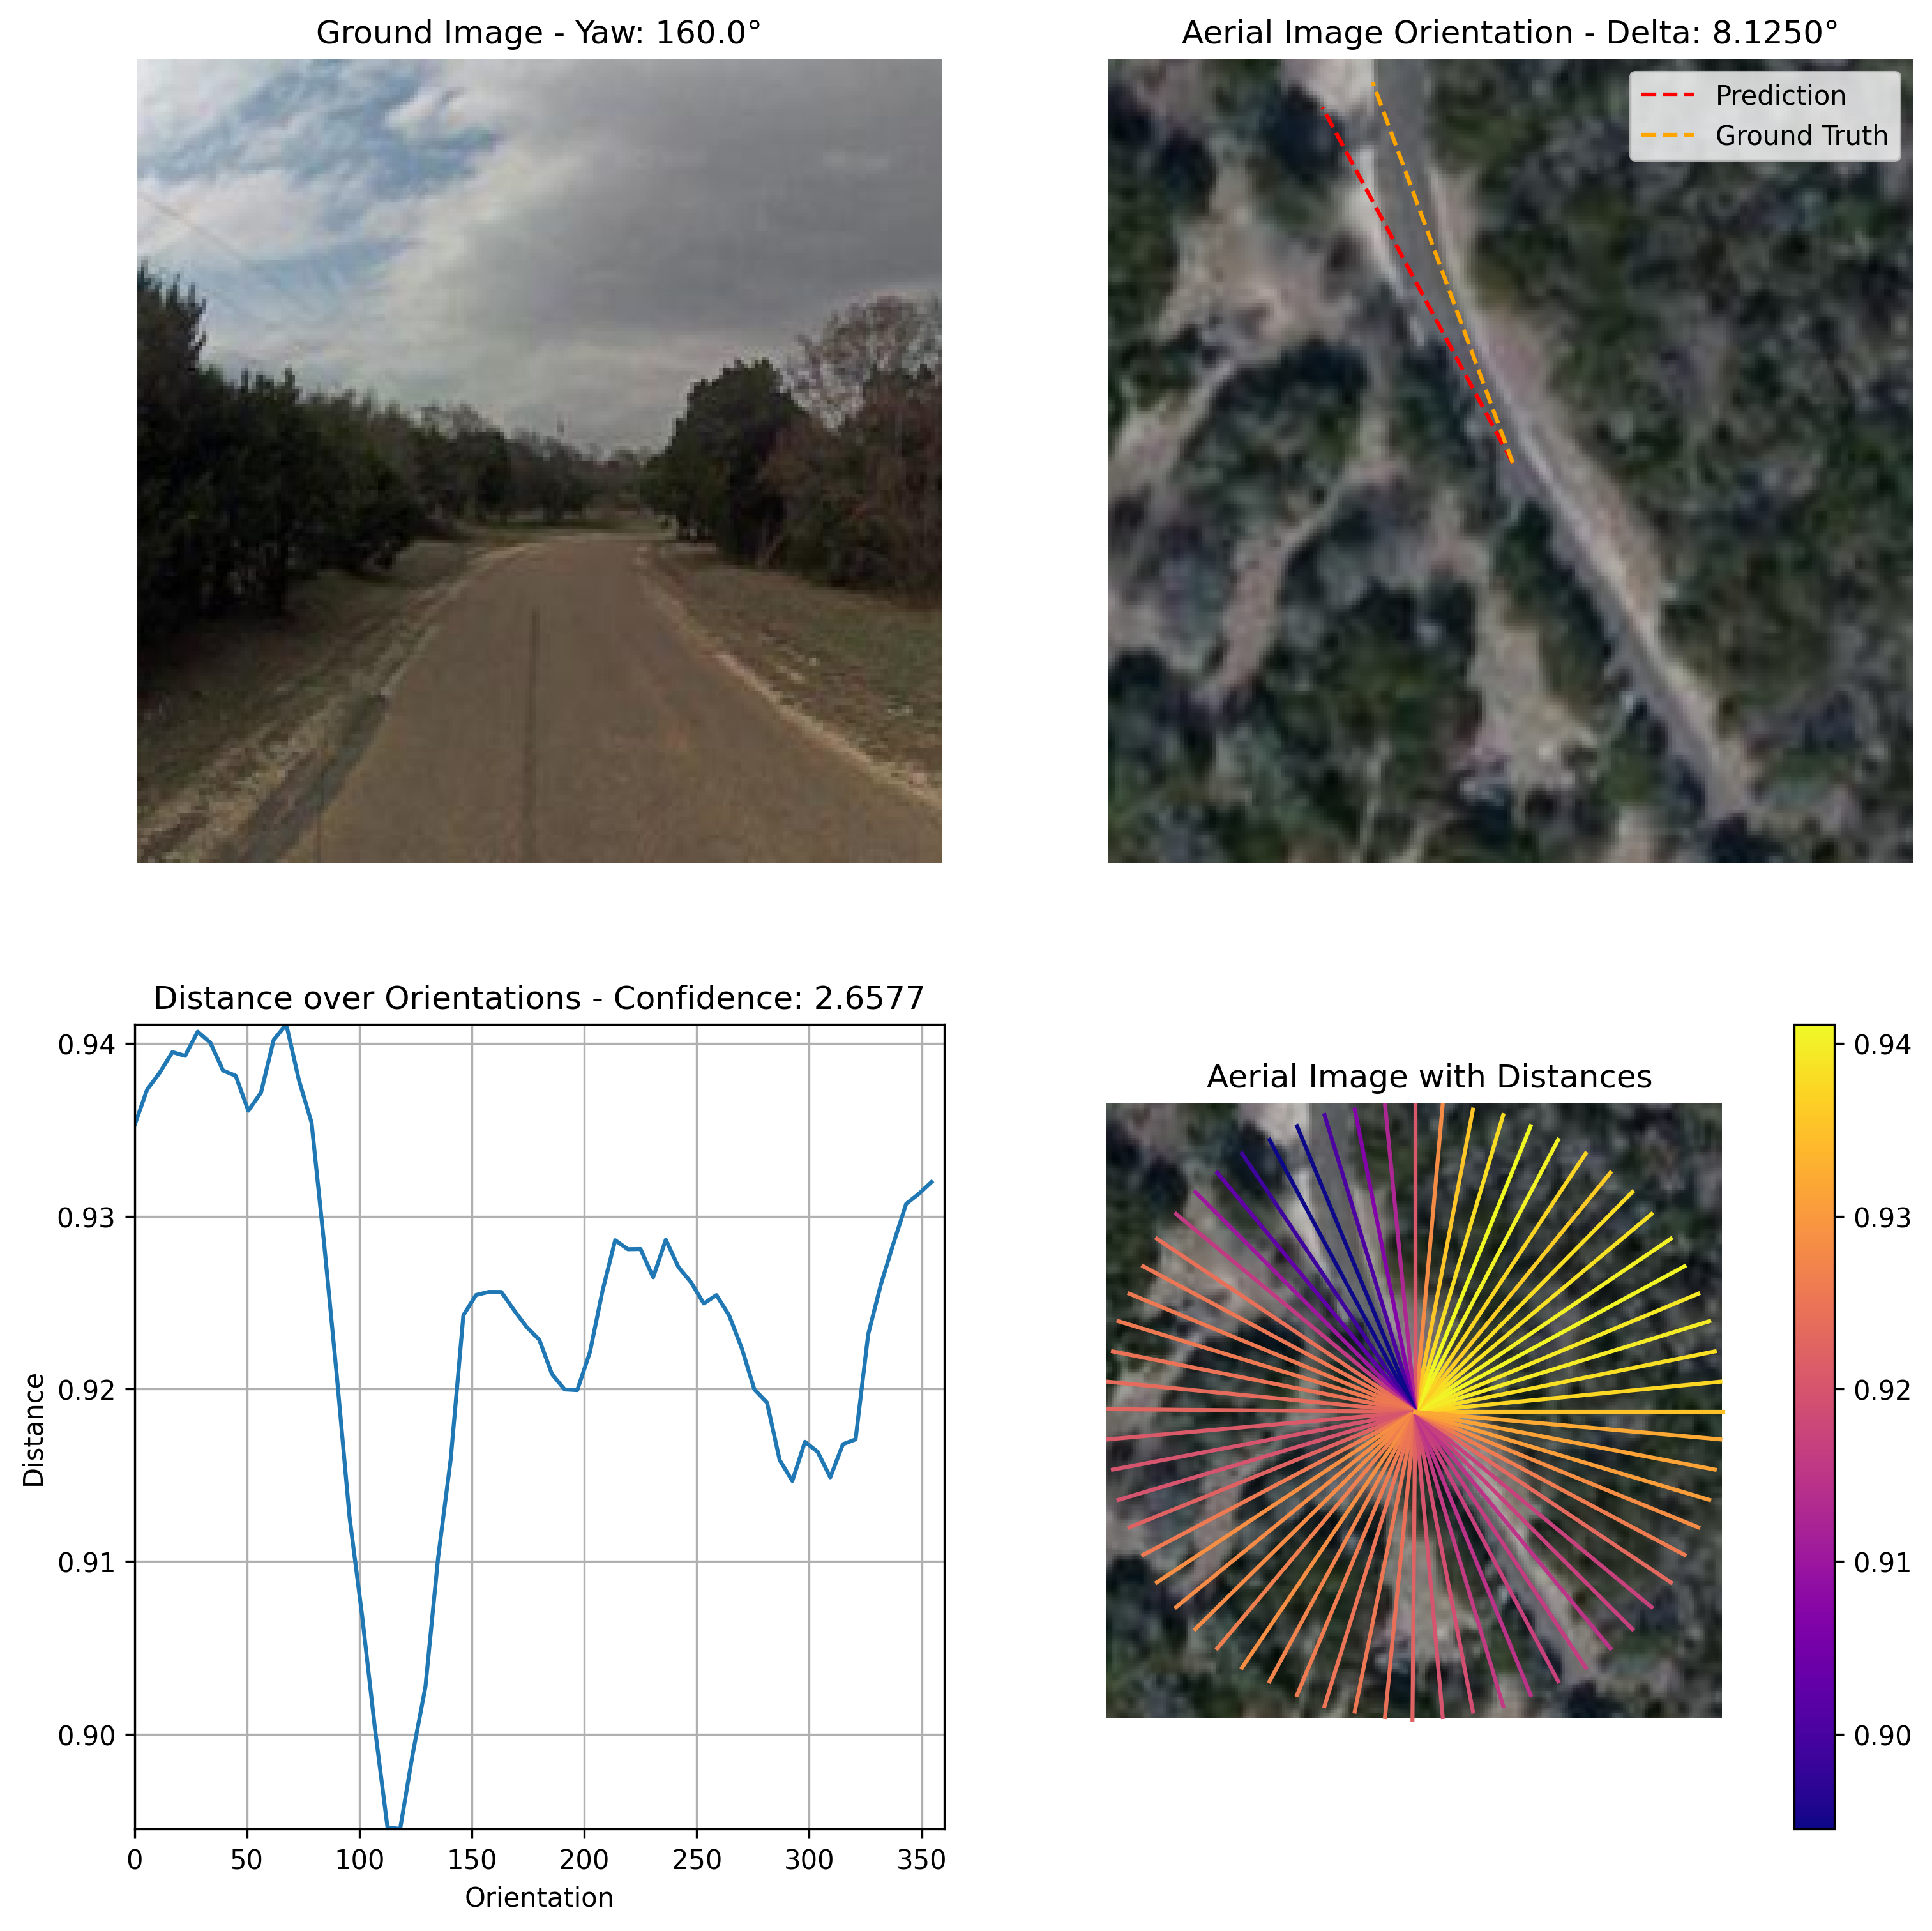 Ground Image - Yaw: 160.0°
Aerial Image Orientation - Delta: 8.1250°
Prediction
Ground Truth
Distance over Orientations - Confidence: 2.6577
0.94
0.93
0.92
0.91
0.90
Distance
0 50 100 150 200 250 300 350
Orientation
Aerial Image with Distances
0.94
0.93
0.92
0.91
0.90